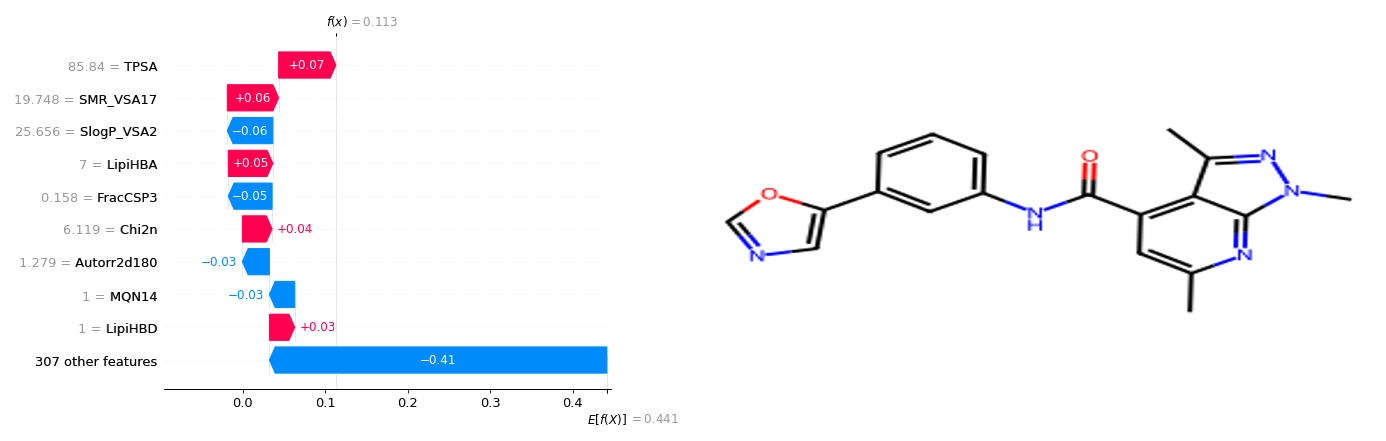 f(x) = 0.113
85.84 = TPSA
+0.07
19.748 = SMR_VSA17
+0.06
25.656 = SlogP_VSA2
−0.06
7 = LipiHBA
+0.05
0.158 = FracCSP3
−0.05
6.119 = Chi2n
+0.04
1.279 = Autorr2d180
−0.03
1 = MQN14
−0.03
1 = LipiHBD
+0.03
307 other features
−0.41
0.0 0.1 0.2 0.3 0.4
E[f(X)] = 0.441
O
N
N
H
O
N
N
N